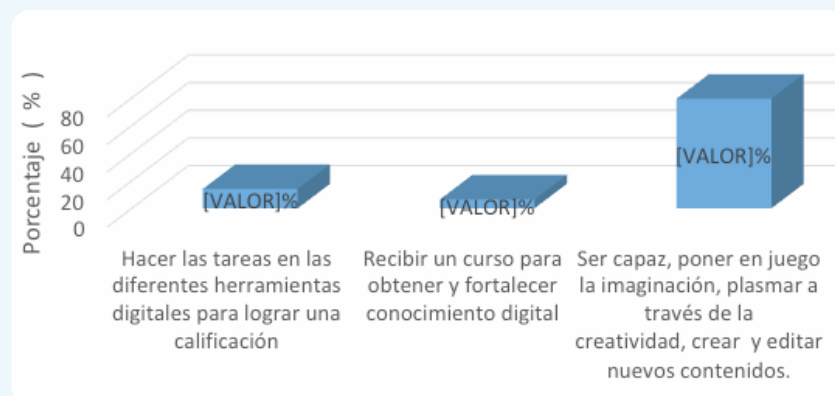 Porcentaje ( % )
80
60
40
20
0
[VALOR]%
[VALOR]%
[VALOR]%
Hacer las tareas en las
diferentes herramientas
digitales para lograr una
calificación
Recibir un curso para
obtener y fortalecer
conocimiento digital
Ser capaz, poner en juego
la imaginación, plasmar a
través de la
creatividad, crear y editar
nuevos contenidos.